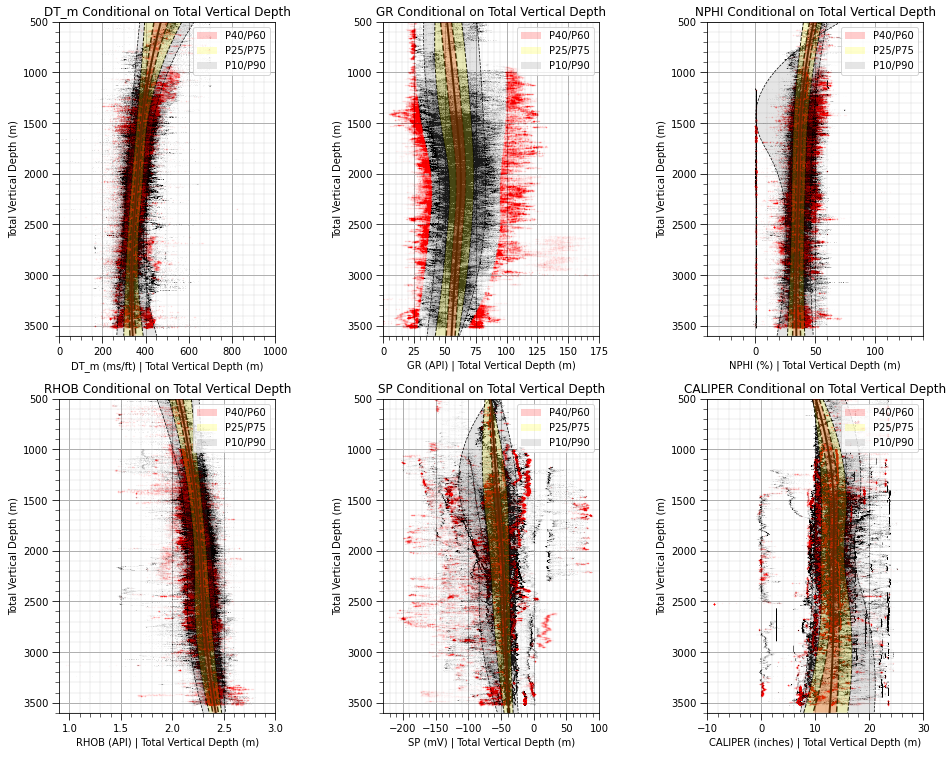 DT_m Conditional on Total Vertical Depth
P40/P60
P25/P75
P10/P90
500
1000
1500
2000
2500
3000
3500
Total Vertical Depth (m)
0 200 400 600 800 1000
DT_m (ms/ft) | Total Vertical Depth (m)
GR Conditional on Total Vertical Depth
P40/P60
P25/P75
P10/P90
500
1000
1500
2000
2500
3000
3500
Total Vertical Depth (m)
0 25 50 75 100 125 150 175
GR (API) | Total Vertical Depth (m)
NPHI Conditional on Total Vertical Depth
P40/P60
P25/P75
P10/P90
500
1000
1500
2000
2500
3000
3500
Total Vertical Depth (m)
0 50 100
NPHI (%) | Total Vertical Depth (m)
RHOB Conditional on Total Vertical Depth
P40/P60
P25/P75
P10/P90
500
1000
1500
2000
2500
3000
3500
Total Vertical Depth (m)
1.0 1.5 2.0 2.5 3.0
RHOB (API) | Total Vertical Depth (m)
SP Conditional on Total Vertical Depth
P40/P60
P25/P75
P10/P90
500
1000
1500
2000
2500
3000
3500
Total Vertical Depth (m)
−200 −150 −100 −50 0 50 100
SP (mV) | Total Vertical Depth (m)
CALIPER Conditional on Total Vertical Depth
P40/P60
P25/P75
P10/P90
500
1000
1500
2000
2500
3000
3500
Total Vertical Depth (m)
−10 0 10 20 30
CALIPER (inches) | Total Vertical Depth (m)